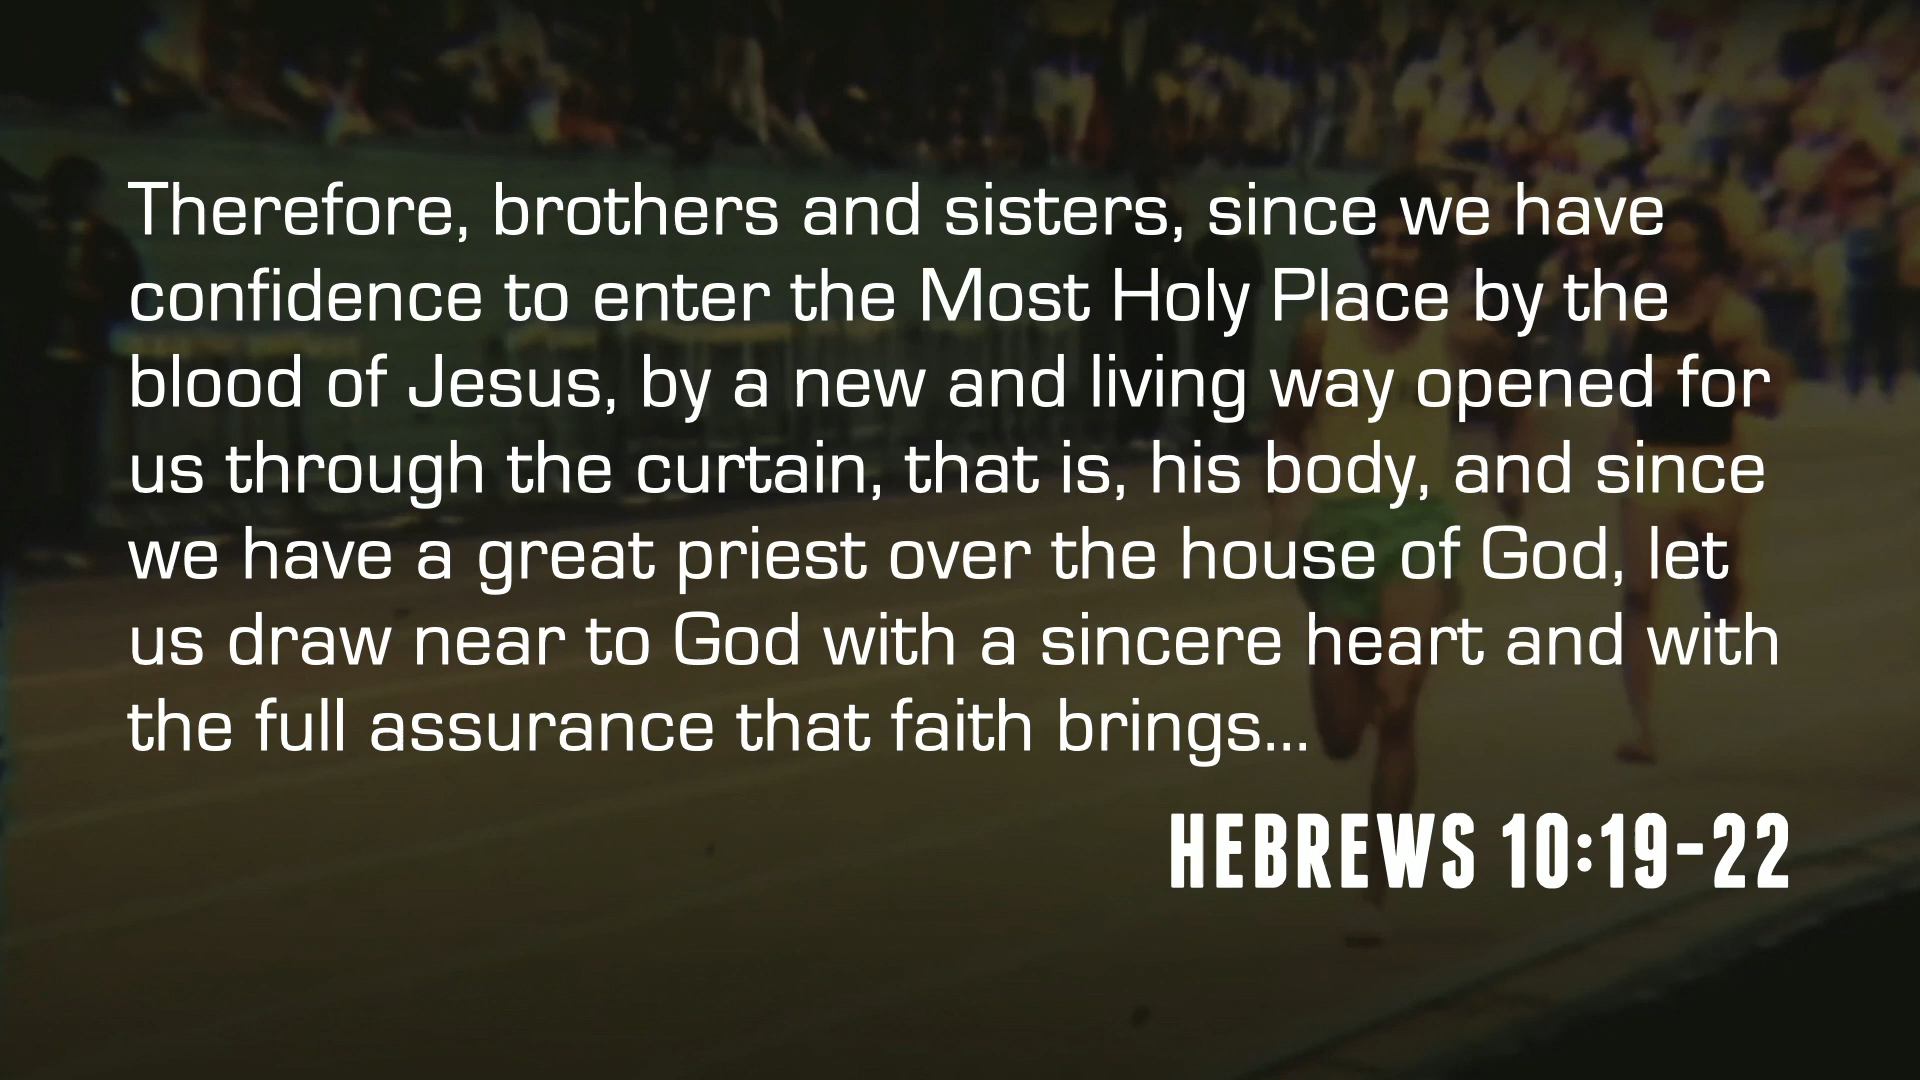 Therefore, brothers and sisters, since we have
confidence to enter the Most Holy Place by the
blood of Jesus, by a new and living way opened for
us through the curtain, that is, his body, and since
we have a great priest over the house of God, let
us draw near to God with a sincere heart and with
the full assurance that faith brings...
HEBREWS 10:19-22